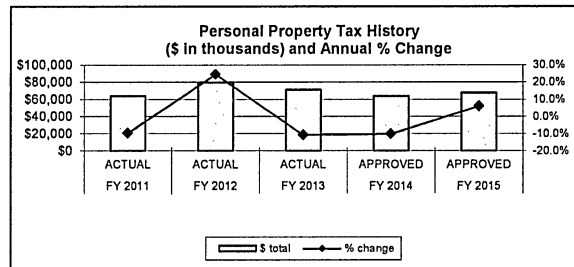 Personal Property Tax History
($ in thousands) and Annual % Change
$100,000 30.0%
$80,000 20.0%
$60,000 10.0%
$40,000 0.0%
$20,000 -10.0%
$0 -20.0%
ACTUAL ACTUAL ACTUAL APPROVED APPROVED
FY 2011 FY 2012 FY 2013 FY 2014 FY 2015
$ total % change